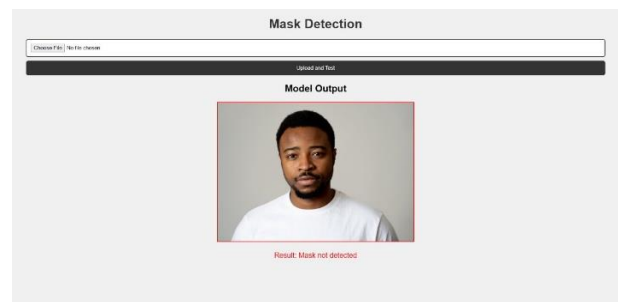 Mask Detection
Choose File No file chosen
Upload and Test
Model Output
Result: Mask not detected